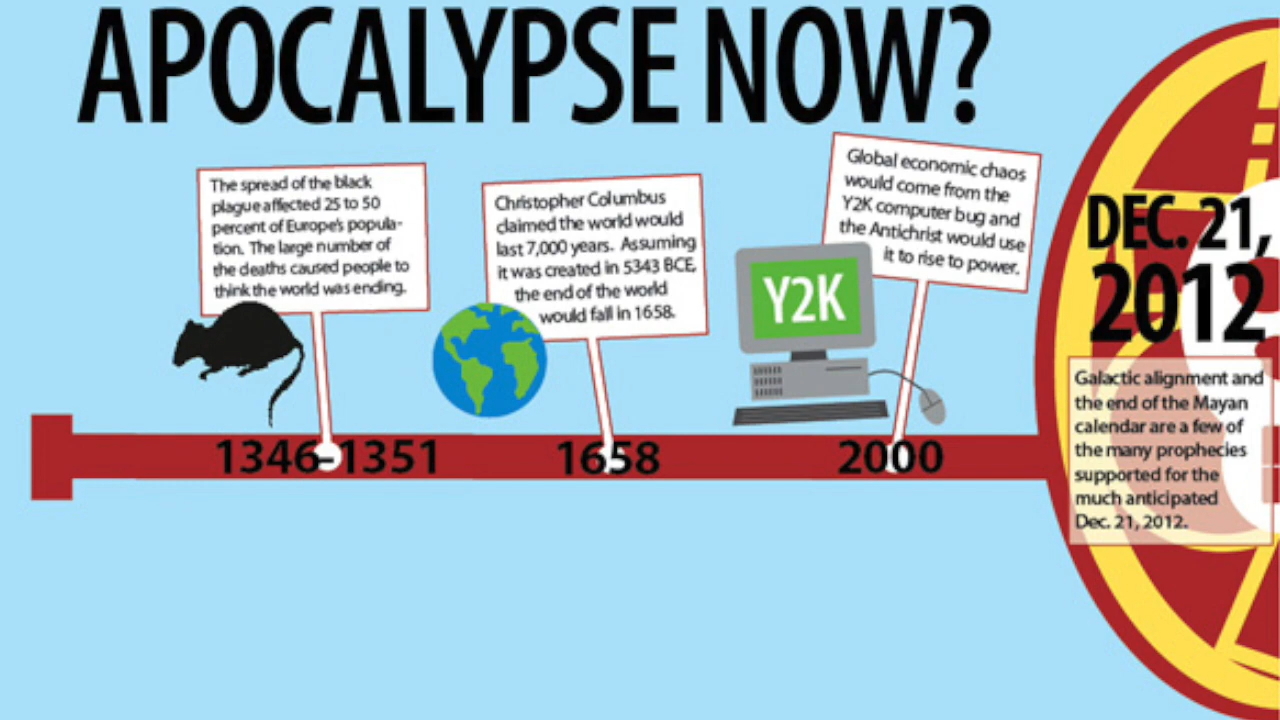 APOCALYPSE NOW?
The spread of the black
plague affected 25 to 50
percent of Europe's popula-
tion. The large number of
the deaths caused people to
think the world was ending.
1346-1351
Christopher Columbus
claimed the world would
last 7,000 years. Assuming
it was created in 5343 BCE,
the end of the world
would fall in 1658.
1658
Global economic chaos
would come from the
Y2K computer bug and
the Antichrist would use
it to rise to power.
Y2K
2000
DEC. 21,
2012
Galactic alignment and
the end of the Mayan
calendar are a few of
the many prophecies
supported for the
much anticipated
Dec. 21, 2012.